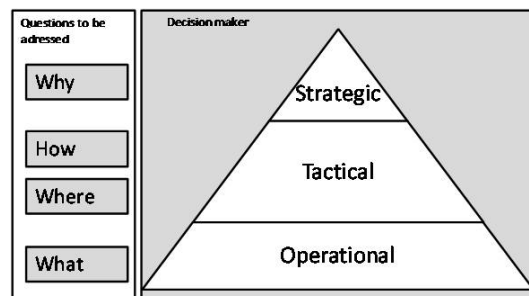 Questions to be
adressed
Why
How
Where
What
Decision maker
Strategic
Tactical
Operational